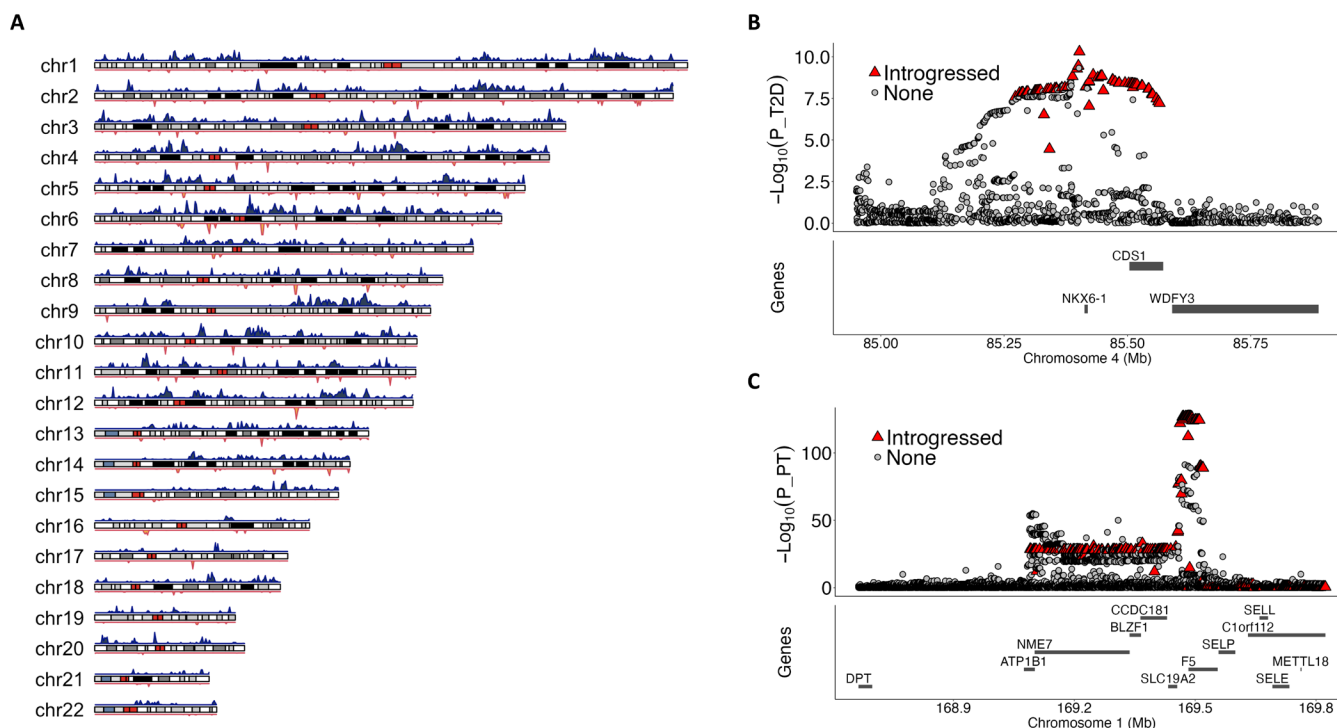 A
chr1
chr2
chr3
chr4
chr5
chr6
chr7
chr8
chr9
chr10
chr11
chr12
chr13
chr14
chr15
chr16
chr17
chr18
chr19
chr20
chr21
chr22
B
−Log10(P_T2D)
10.0
7.5
5.0
2.5
0.0
Introgressed
None
Genes
CDS1
NKX6-1 WDFY3
85.00 85.25 85.50 85.75
Chromosome 4 (Mb)
C
−Log10(P_PT)
100
50
0
Introgressed
None
Genes
CCDC181 SELL
BLZF1 C1orf112
NME7 SELP
ATP1B1 F5 METTL18
DPT SLC19A2 SELE
168.9 169.2 169.5 169.8
Chromosome 1 (Mb)